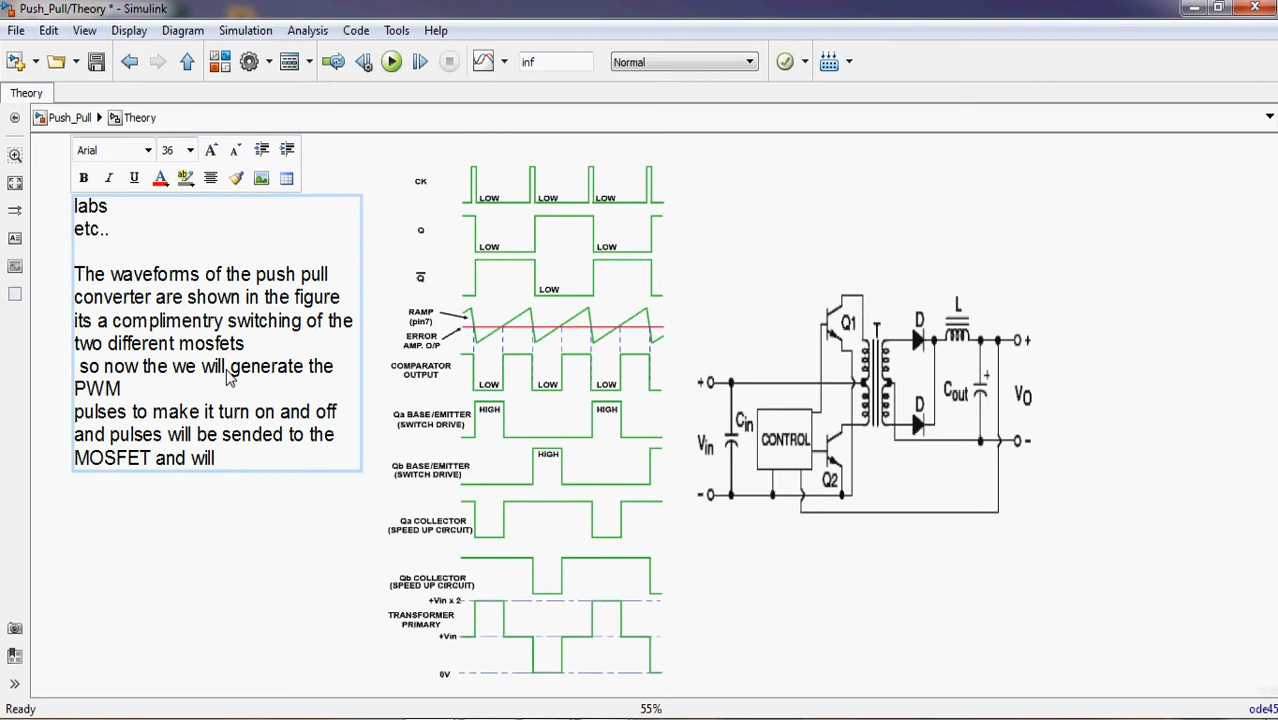 Push_Pull/Theory * - Simulink
File Edit View Display Diagram Simulation Analysis Code Tools Help
inf Normal
Theory
Push_Pull Theory
Arial 36
B I U A ab
labs
etc..
The waveforms of the push pull
converter are shown in the figure
its a complimentry switching of the
two different mosfets
so now the we will generate the
PWM
pulses to make it turn on and off
and pulses will be sended to the
MOSFET and will
CK
LOW LOW LOW LOW
Q
LOW LOW
Q
LOW
RAMP
(pin7)
ERROR
AMP. O/P
COMPARATOR
OUTPUT
LOW LOW LOW LOW
Qa BASE/EMITTER
(SWITCH DRIVE)
HIGH HIGH
Qb BASE/EMITTER
(SWITCH DRIVE)
HIGH
Qa COLLECTOR
(SPEED UP CIRCUIT)
Qb COLLECTOR
(SPEED UP CIRCUIT)
+Vin x 2
TRANSFORMER
PRIMARY
+Vin
0V
Q1 T D L
+ +
Cin Cout + VO
Vin CONTROL
D
Q2
- -
Ready 55% ode45